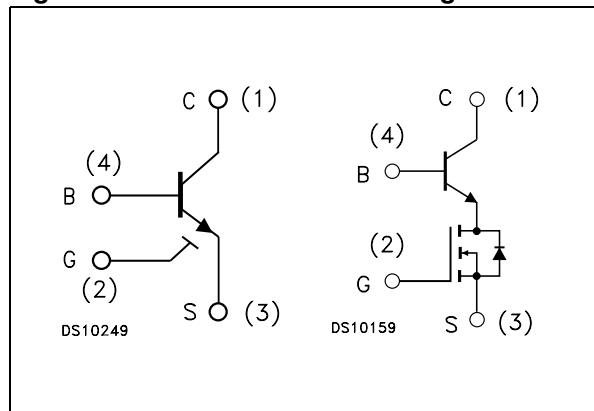 C (1)
(4)
B
G
(2)
S (3)
DS10249
C (1)
(4)
B
(2)
G
S (3)
DS10159